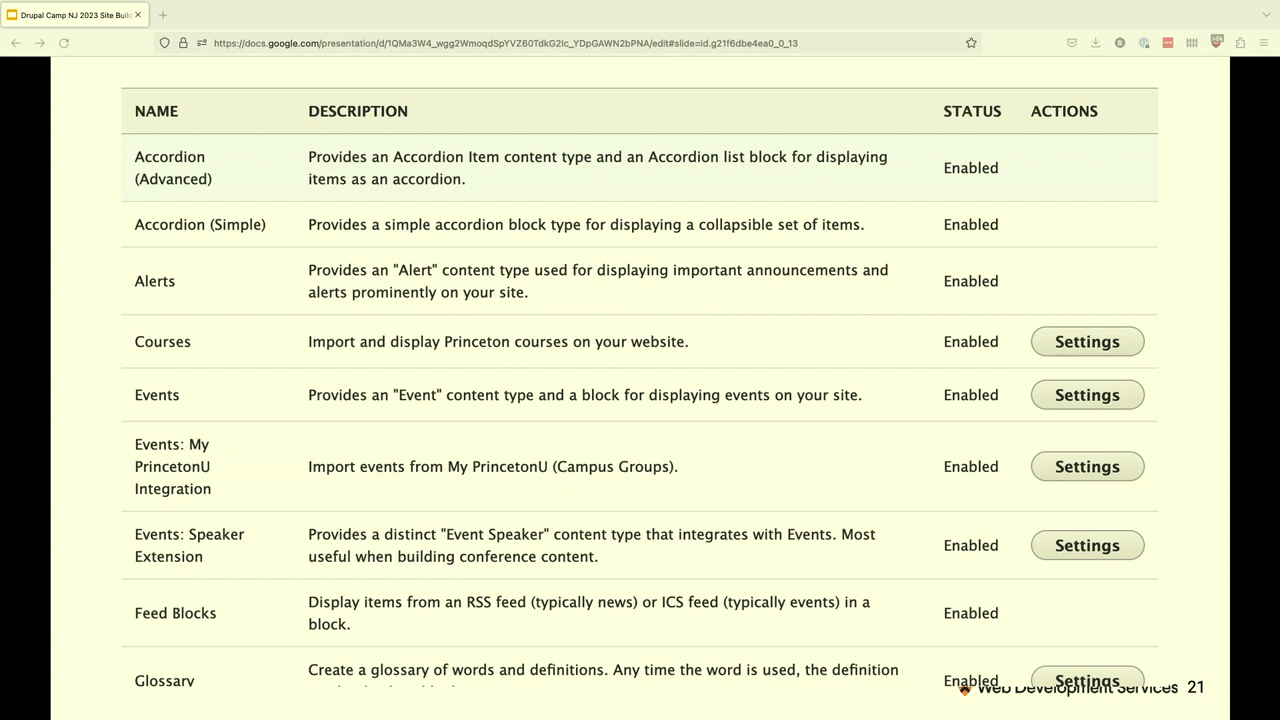 Drupal Camp NJ 2023 Site Buil
https://docs.google.com/presentation/d/1QMa3W4_wgg2WmoqdSpYVZ60TdkG2lc_YDpGAWN2bPNA/edit#slide=id.g21f6dbe4ea0_0_13
NAME DESCRIPTION STATUS ACTIONS
Accordion
(Advanced)
Provides an Accordion Item content type and an Accordion list block for displaying
items as an accordion.
Enabled
Accordion (Simple) Provides a simple accordion block type for displaying a collapsible set of items. Enabled
Alerts
Provides an "Alert" content type used for displaying important announcements and
alerts prominently on your site.
Enabled
Courses Import and display Princeton courses on your website. Enabled Settings
Events Provides an "Event" content type and a block for displaying events on your site. Enabled Settings
Events: My
PrincetonU
Integration
Import events from My PrincetonU (Campus Groups).
Enabled Settings
Events: Speaker
Extension
Provides a distinct "Event Speaker" content type that integrates with Events. Most
useful when building conference content.
Enabled Settings
Feed Blocks
Display items from an RSS feed (typically news) or ICS feed (typically events) in a
block.
Enabled
Glossary
Create a glossary of words and definitions. Any time the word is used, the definition
Enabled Settings
Web Development Services 21